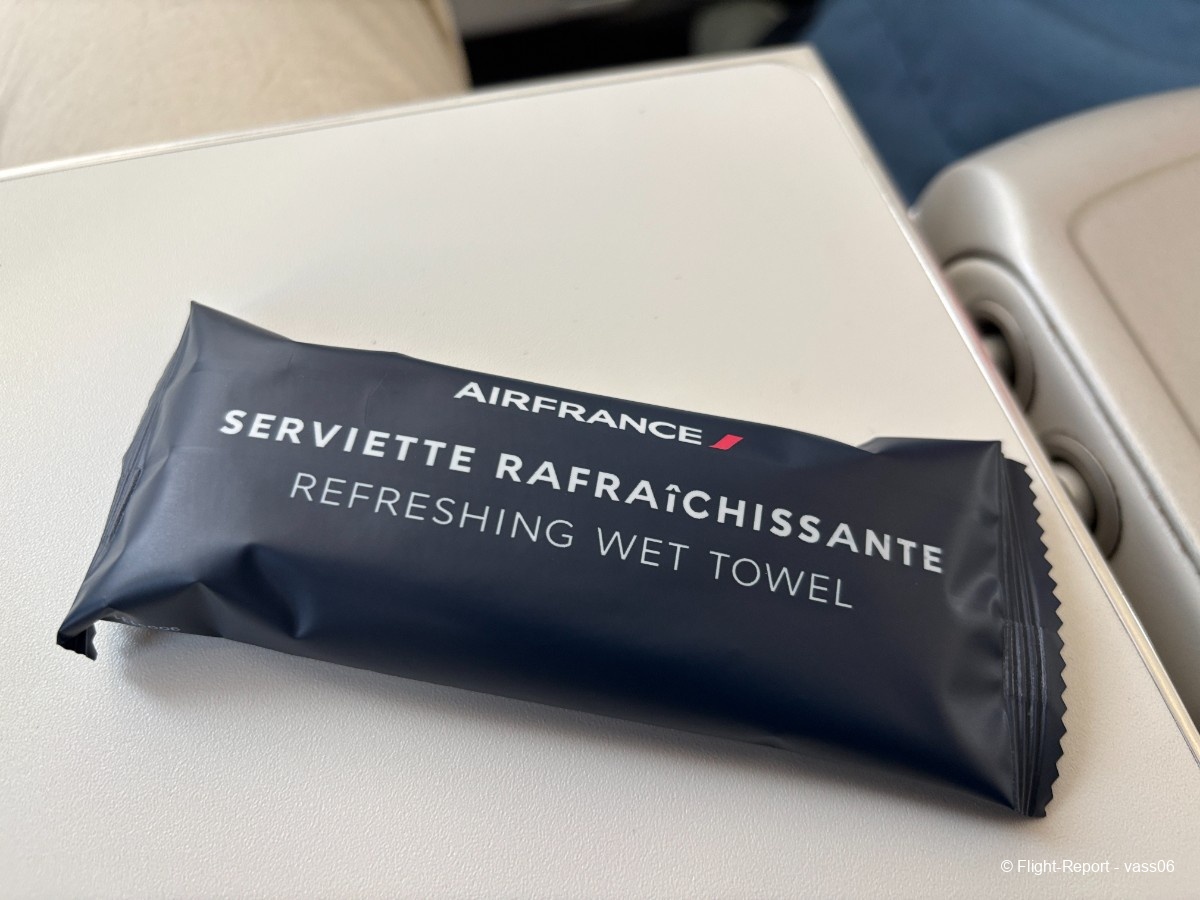 AIRFRANCE
SERVIETTE RAFRAîCHISSANTE
REFRESHING WET TOWEL
© Flight-Report - vass06